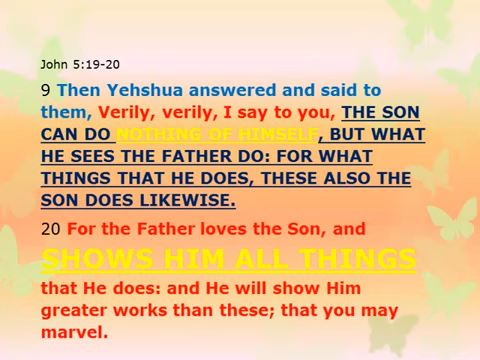 John 5:19-20
9 Then Yehshua answered and said to
them, Verily, verily, I say to you, THE SON
CAN DO NOTHING OF HIMSELF, BUT WHAT
HE SEES THE FATHER DO: FOR WHAT
THINGS THAT HE DOES, THESE ALSO THE
SON DOES LIKEWISE.
20 For the Father loves the Son, and
SHOWS HIM ALL THINGS
that He does: and He will show Him
greater works than these; that you may
marvel.